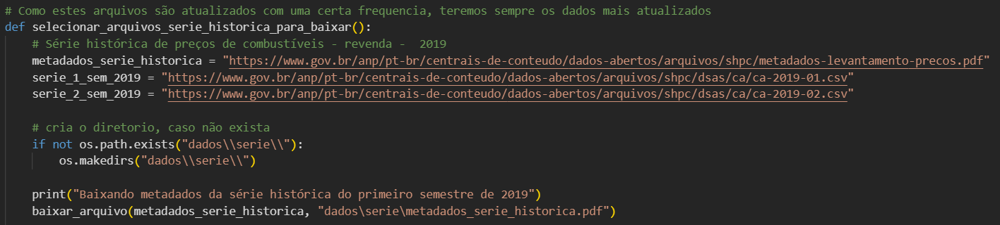 # Como estes arquivos são atualizados com uma certa frequencia, teremos sempre os dados mais atualizados
def selecionar_arquivos_serie_historica_para_baixar():
    # Série histórica de preços de combustíveis - revenda -  2019
    metadados_serie_historica = "https://www.gov.br/anp/pt-br/centrais-de-conteudo/dados-abertos/arquivos/shpc/metadados-levantamento-precos.pdf"
    serie_1_sem_2019 = "https://www.gov.br/anp/pt-br/centrais-de-conteudo/dados-abertos/arquivos/shpc/dsas/ca/ca-2019-01.csv"
    serie_2_sem_2019 = "https://www.gov.br/anp/pt-br/centrais-de-conteudo/dados-abertos/arquivos/shpc/dsas/ca/ca-2019-02.csv"
    # cria o diretorio, caso não exista
    if not os.path.exists("dados\\serie\\"):
        os.makedirs("dados\\serie\\")
    print("Baixando metadados da série histórica do primeiro semestre de 2019")
    baixar_arquivo(metadados_serie_historica, "dados\serie\metadados_serie_historica.pdf")